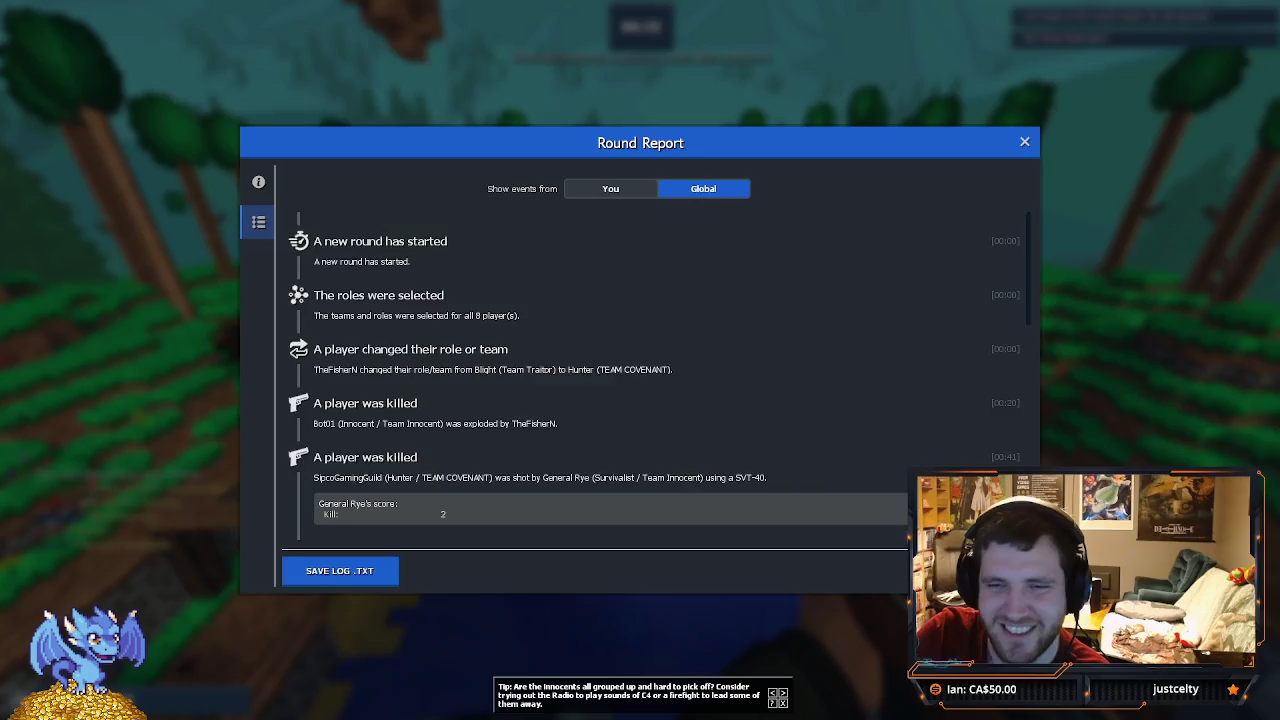 Round Report
Show events from You Global
A new round has started [00:00]
A new round has started.
The roles were selected [00:00]
The teams and roles were selected for all 8 player(s).
A player changed their role or team [00:00]
TheFisherN changed their role/team from Blight (Team Traitor) to Hunter (TEAM COVENANT).
A player was killed [00:20]
Bot01 (Innocent / Team Innocent) was exploded by TheFisherN.
A player was killed [00:41]
SipcoGamingGuild (Hunter / TEAM COVENANT) was shot by General Rye (Survivalist / Team Innocent) using a SVT-40.
General Rye's score:
Kill: 2
SAVE LOG .TXT
Tip: Are the innocents all grouped up and hard to pick off? Consider
trying out the Radio to play sounds of C4 or a firefight to lead some of
them away.
Ian: CA$50.00
justcelty